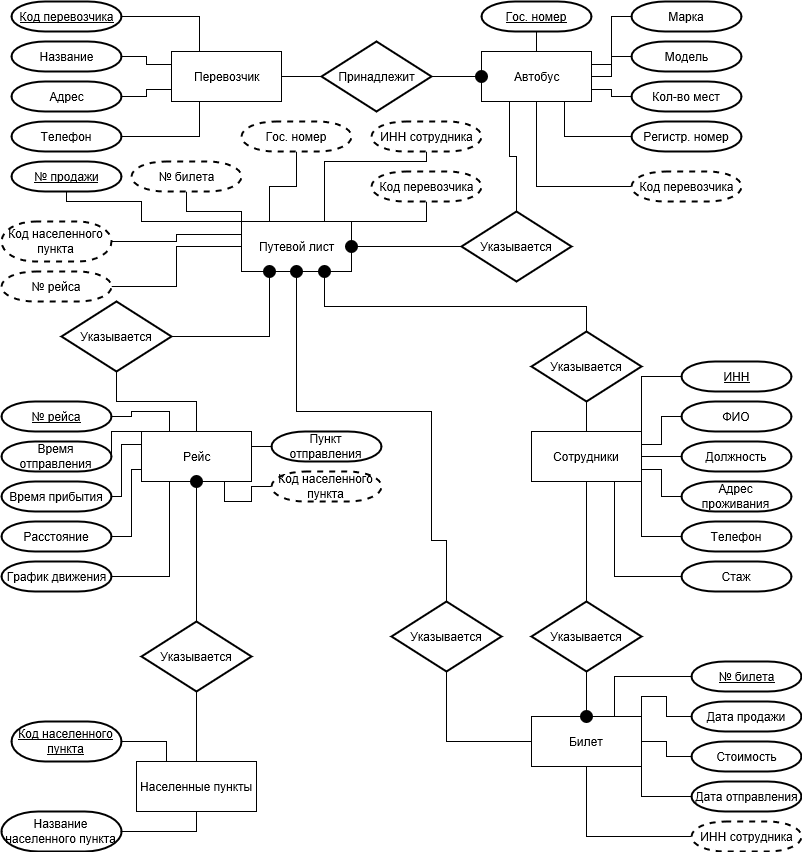 Код перевозчика
Гос. номер
Марка
Название
Модель
Перевозчик
Принадлежит
Автобус
Адрес
Кол-во мест
Телефон
Гос. номер
ИНН сотрудника
Регистр. номер
№ продажи
№ билета
Код перевозчика
Код перевозчика
Код населенного
пункта
Путевой лист
Указывается
№ рейса
Указывается
Указывается
ИНН
№ рейса
ФИО
Время
отправления
Рейс
Пункт
отправления
Сотрудники
Должность
Время прибытия
Код населенного
пункта
Адрес
проживания
Расстояние
Телефон
График движения
Стаж
Указывается
Указывается
Указывается
№ билета
Код населенного
пункта
Дата продажи
Билет
Стоимость
Населенные пункты
Дата отправления
Название
населенного пункта
ИНН сотрудника